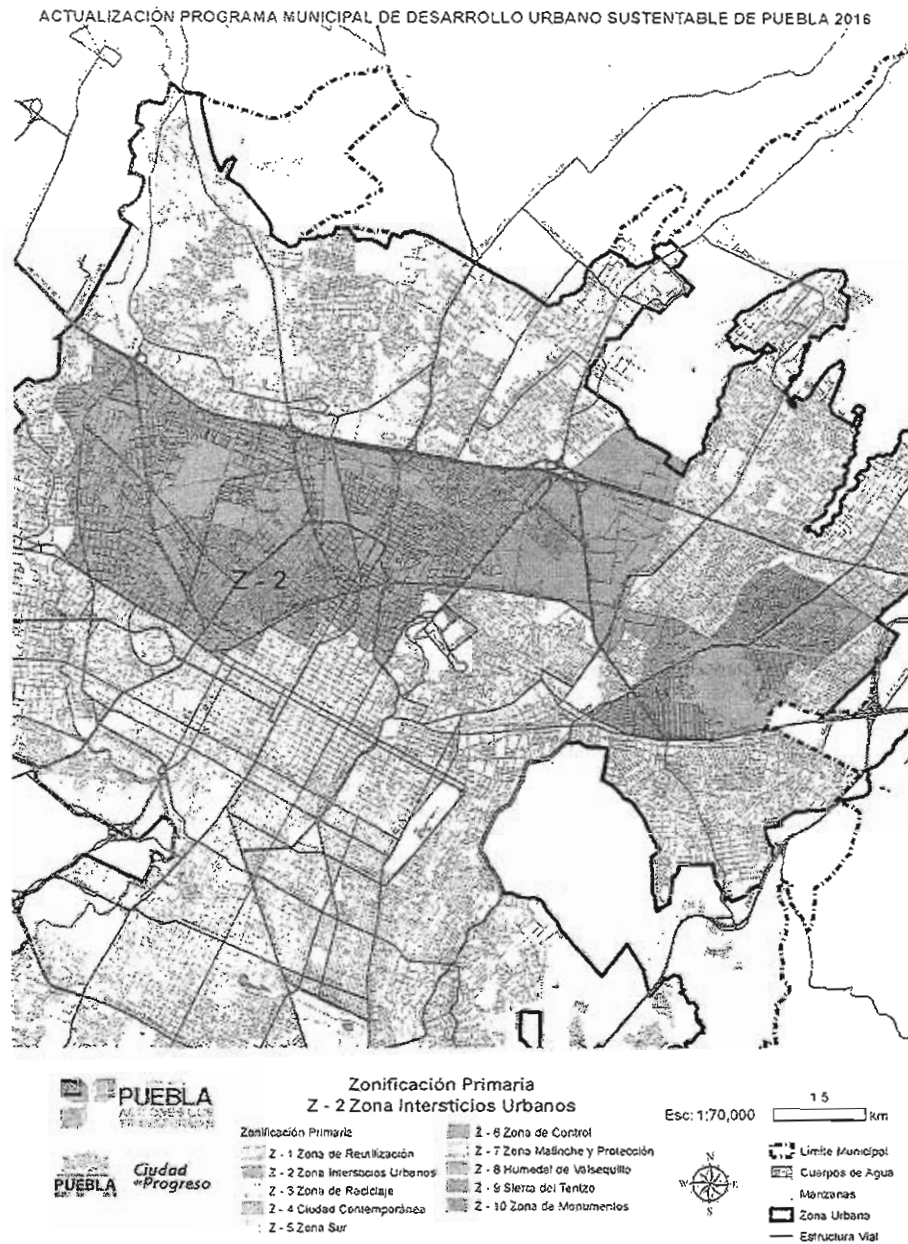 ACTUALIZACIÓN PROGRAMA MUNICIPAL DE DESARROLLO URBANO SUSTENTABLE DE PUEBLA 2016
Z - 2
PUEBLA
PUEBLA
Ciudad
de Progreso
Zonificación Primaria
Z - 2 Zona Intersticios Urbanos
Zonificación Primaria
Z - 1 Zona de Reutilización
Z - 2 Zona Intersticios Urbanos
Z - 3 Zona de Reciclaje
Z - 4 Ciudad Contemporánea
Z - 5 Zona Sur
Z - 6 Zona de Control
Z - 7 Zona Malinche y Protección
Z - 8 Humedal de Valsequillo
Z - 9 Sierra del Tentzo
Z - 10 Zona de Monumentos
Esc: 1:70,000
1.5
km
N
W
E
S
Límite Municipal
Cuerpos de Agua
Manzanas
Zona Urbana
Estructura Vial